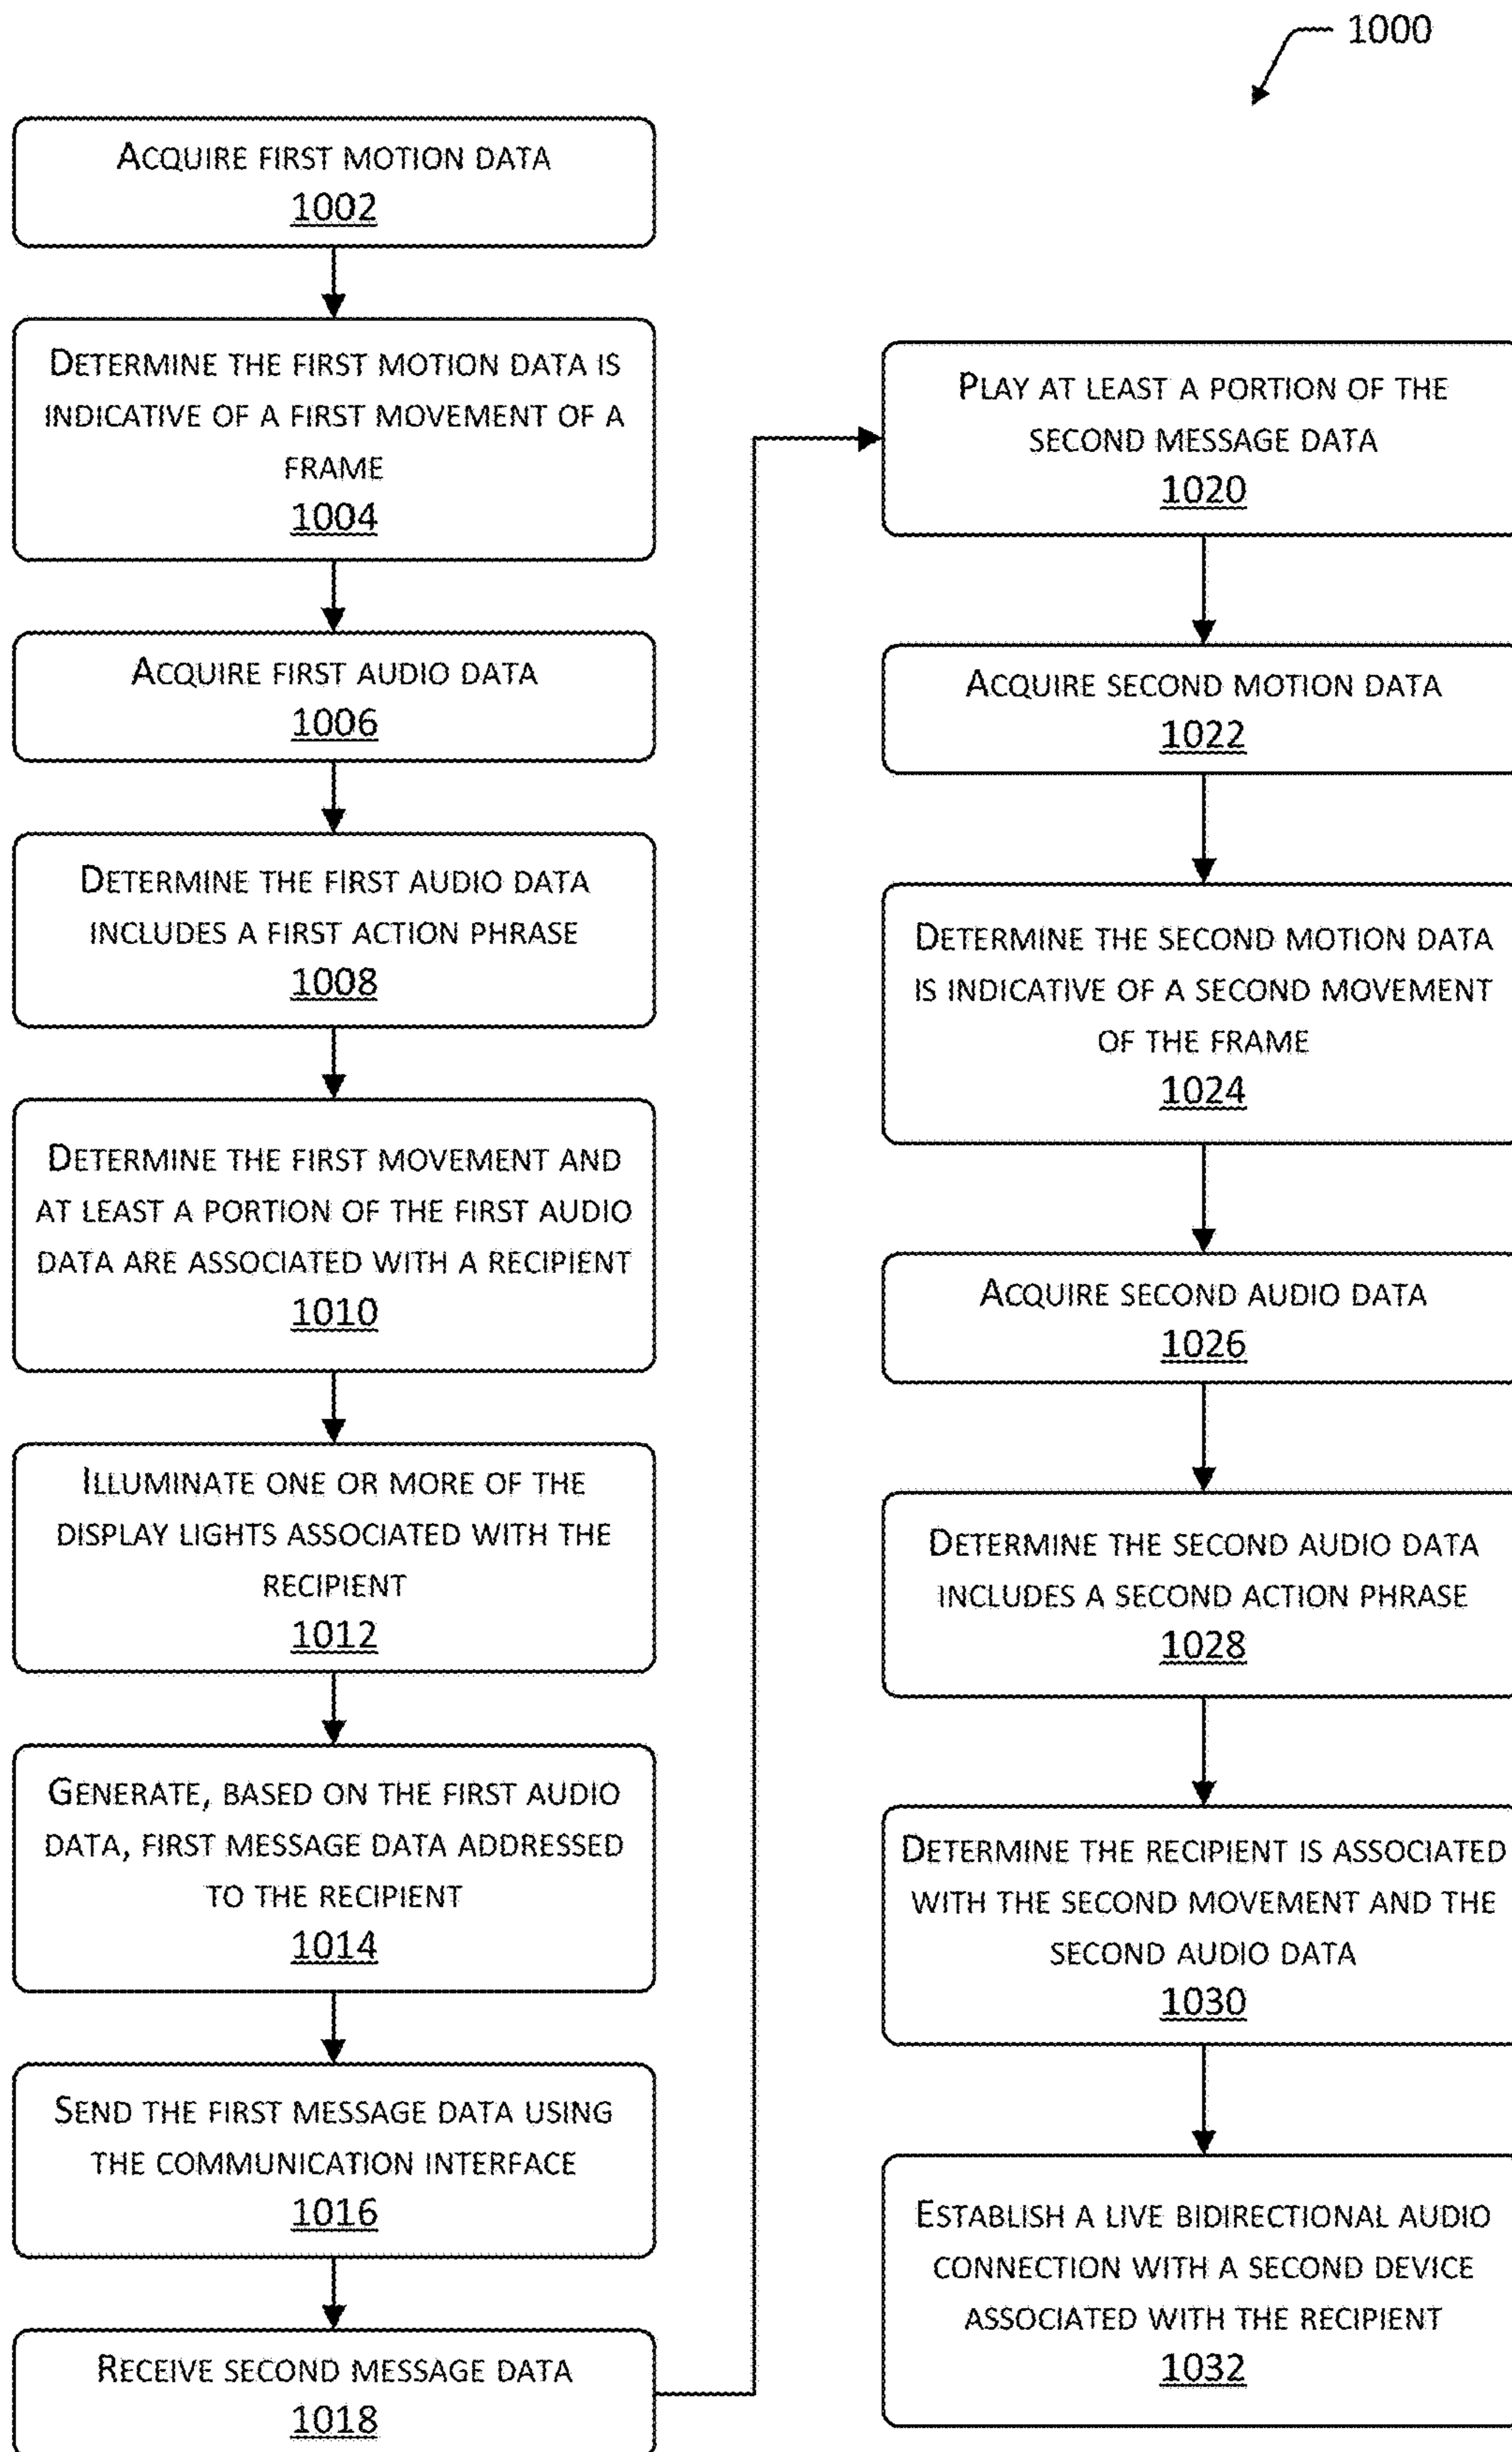 1000
ACQUIRE FIRST MOTION DATA
1002
DETERMINE THE FIRST MOTION DATA IS
INDICATIVE OF A FIRST MOVEMENT OF A
FRAME
1004
ACQUIRE FIRST AUDIO DATA
1006
DETERMINE THE FIRST AUDIO DATA
INCLUDES A FIRST ACTION PHRASE
1008
DETERMINE THE FIRST MOVEMENT AND
AT LEAST A PORTION OF THE FIRST AUDIO
DATA ARE ASSOCIATED WITH A RECIPIENT
1010
ILLUMINATE ONE OR MORE OF THE
DISPLAY LIGHTS ASSOCIATED WITH THE
RECIPIENT
1012
GENERATE, BASED ON THE FIRST AUDIO
DATA, FIRST MESSAGE DATA ADDRESSED
TO THE RECIPIENT
1014
SEND THE FIRST MESSAGE DATA USING
THE COMMUNICATION INTERFACE
1016
RECEIVE SECOND MESSAGE DATA
1018
PLAY AT LEAST A PORTION OF THE
SECOND MESSAGE DATA
1020
ACQUIRE SECOND MOTION DATA
1022
DETERMINE THE SECOND MOTION DATA
IS INDICATIVE OF A SECOND MOVEMENT
OF THE FRAME
1024
ACQUIRE SECOND AUDIO DATA
1026
DETERMINE THE SECOND AUDIO DATA
INCLUDES A SECOND ACTION PHRASE
1028
DETERMINE THE RECIPIENT IS ASSOCIATED
WITH THE SECOND MOVEMENT AND THE
SECOND AUDIO DATA
1030
ESTABLISH A LIVE BIDIRECTIONAL AUDIO
CONNECTION WITH A SECOND DEVICE
ASSOCIATED WITH THE RECIPIENT
1032